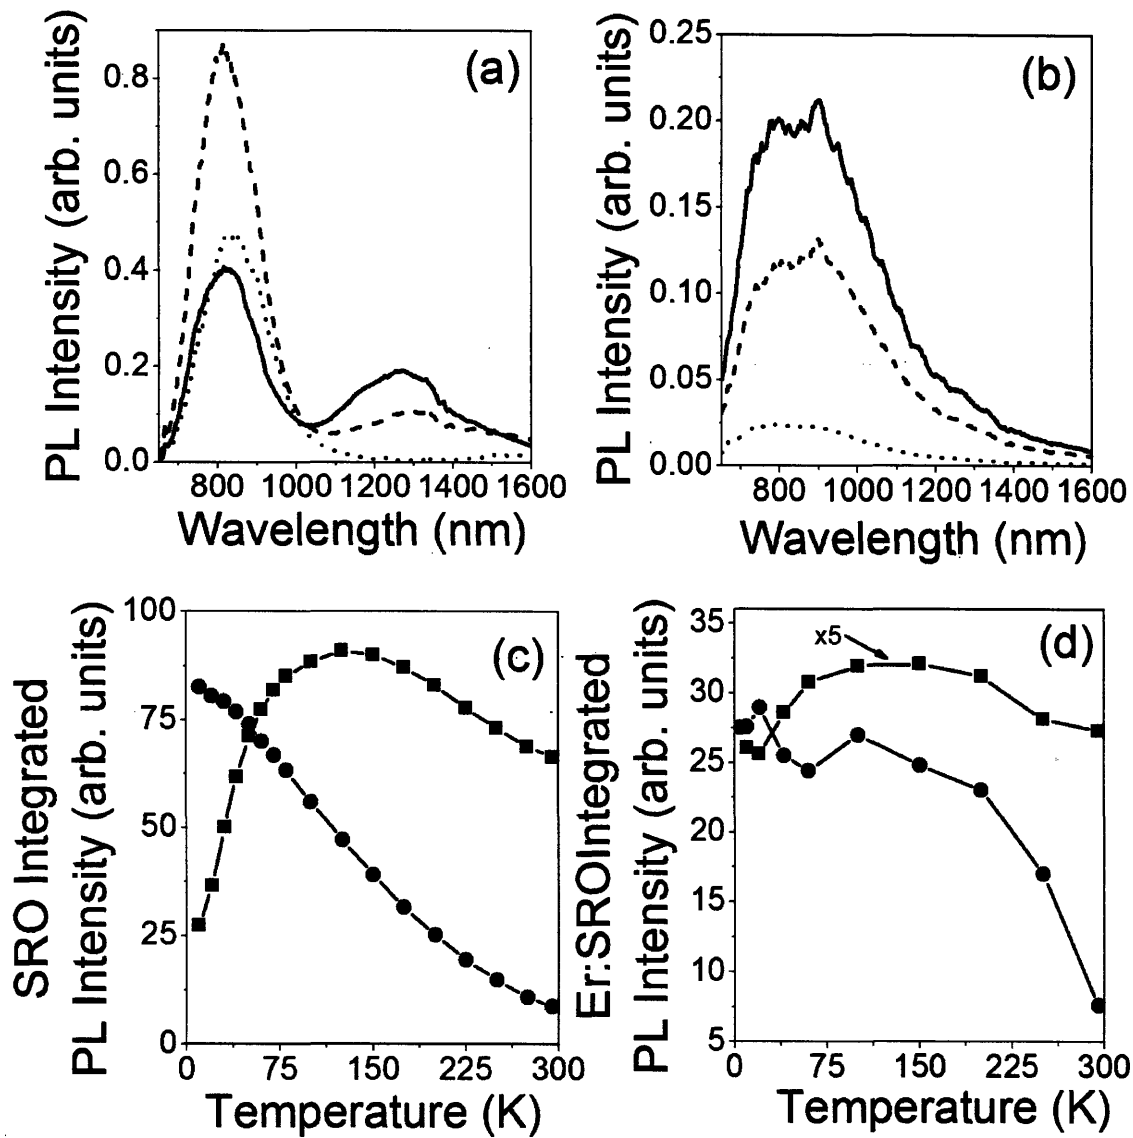 PL Intensity (arb. units)
0.8
0.6
0.4
0.2
0.0
(a)
800 1000 1200 1400 1600
Wavelength (nm)
PL Intensity (arb. units)
0.25
0.20
0.15
0.10
0.05
0.00
(b)
800 1000 1200 1400 1600
Wavelength (nm)
SRO Integrated
PL Intensity (arb. units)
100
75
50
25
0
(c)
0 75 150 225 300
Temperature (K)
Er:SROIntegrated
PL Intensity (arb. units)
35
30
25
20
15
10
5
x5
(d)
0 75 150 225 300
Temperature (K)